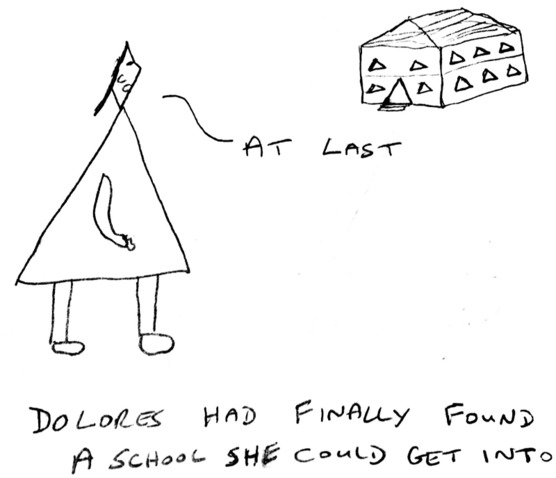 AT LAST
DOLORES HAD FINALLY FOUND
A SCHOOL SHE COULD GET INTO